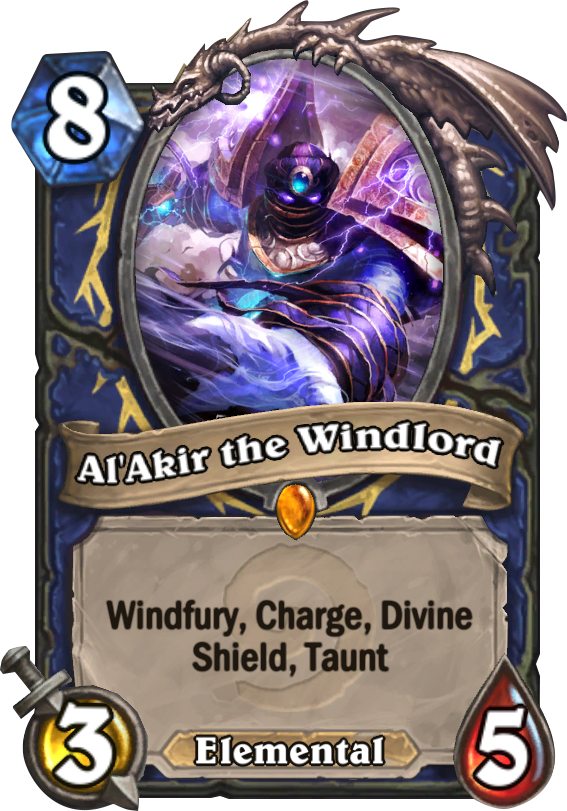 8
Al'Akir the Windlord
Windfury, Charge, Divine
Shield, Taunt
3
Elemental
5